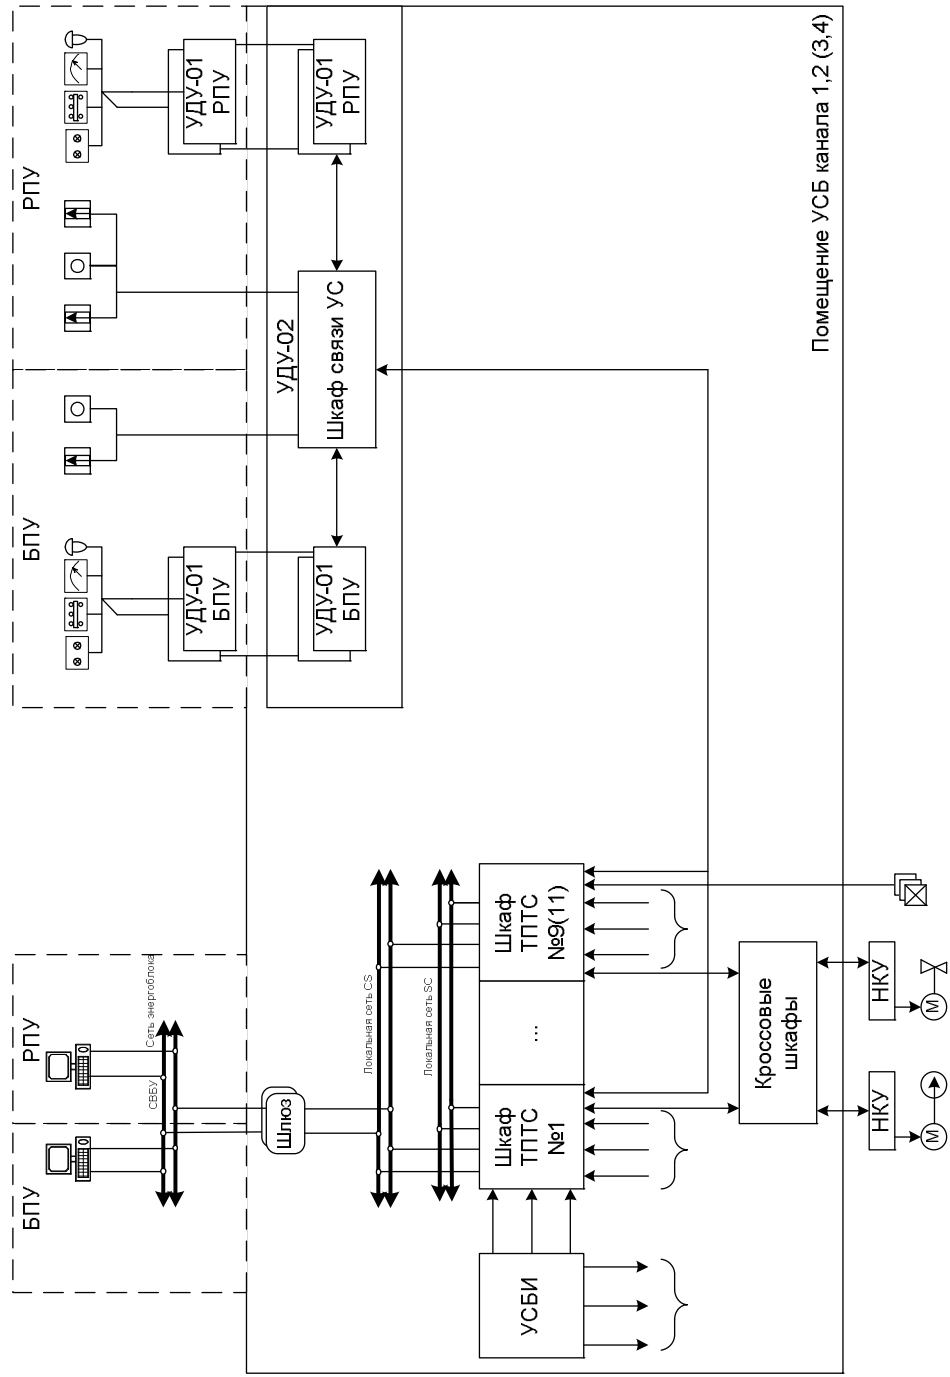 БПУ
РПУ
БПУ
РПУ
СВБУ
Сеть энергоблока
УДУ-01
БПУ
УДУ-01
РПУ
Шлюз
УДУ-02
УДУ-01
БПУ
Шкаф связи УС
УДУ-01
РПУ
Локальная сеть CS
Локальная сеть SC
УСБИ
Шкаф
ТПТС
№1
...
Шкаф
ТПТС
№9(11)
Кроссовые
шкафы
Помещение УСБ канала 1,2 (3,4)
НКУ
НКУ
М
М